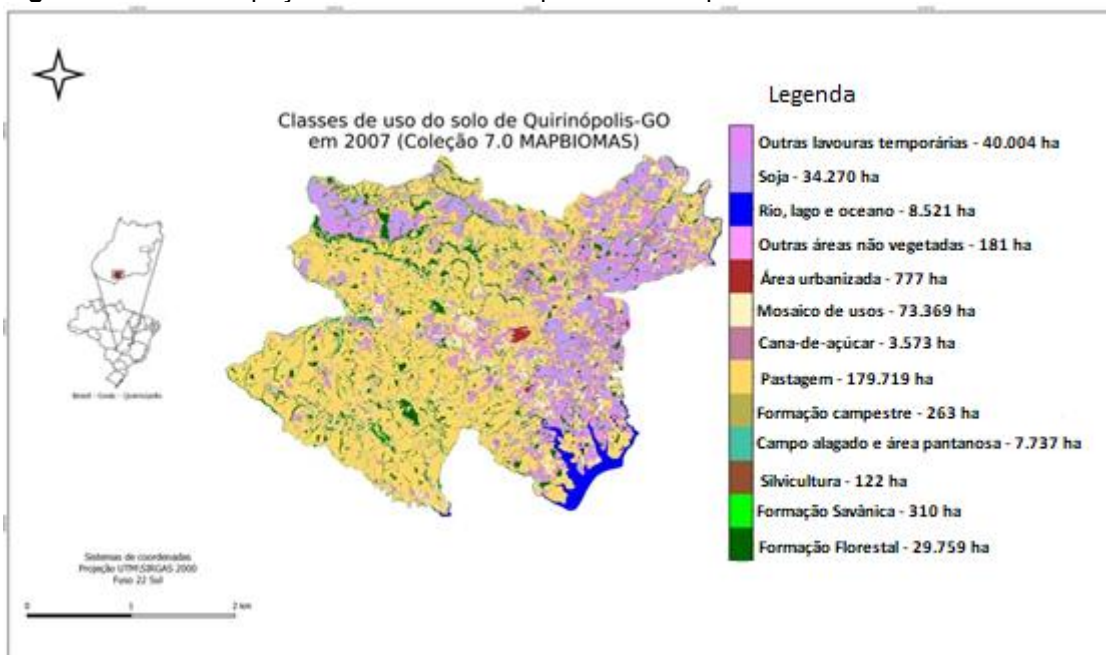 Legenda
Classes de uso do solo de Quirinópolis-GO
em 2007 (Coleção 7.0 MAPBIOMAS)
Outras lavouras temporárias - 40.004 ha
Soja - 34.270 ha
Rio, lago e oceano - 8.521 ha
Outras áreas não vegetadas - 181 ha
Área urbanizada - 777 ha
Mosaico de usos - 73.369 ha
Cana-de-açúcar - 3.573 ha
Pastagem - 179.719 ha
Formação campestre - 263 ha
Campo alagado e área pantanosa - 7.737 ha
Silvicultura - 122 ha
Formação Savânica - 310 ha
Formação Florestal - 29.759 ha
Brasil - Goiás - Quirinópolis
Sistemas de coordenadas
Projeção UTM\SIRGAS 2000
Fuso 22 Sul
0 1 2 km